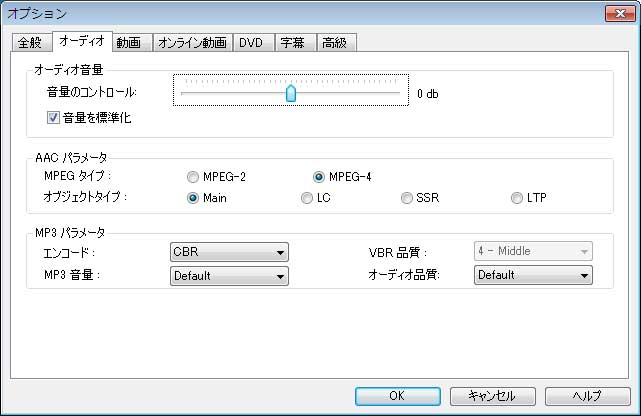 オプション
全般 オーディオ 動画 オンライン動画 DVD 字幕 高級
オーディオ音量
音量のコントロール: 0 db
音量を標準化
AAC パラメータ
MPEG タイプ : MPEG-2 MPEG-4
オブジェクトタイプ : Main LC SSR LTP
MP3 パラメータ
エンコード : CBR VBR 品質 : 4 - Middle
MP3 音量 : Default オーディオ品質: Default
OK キャンセル ヘルプ